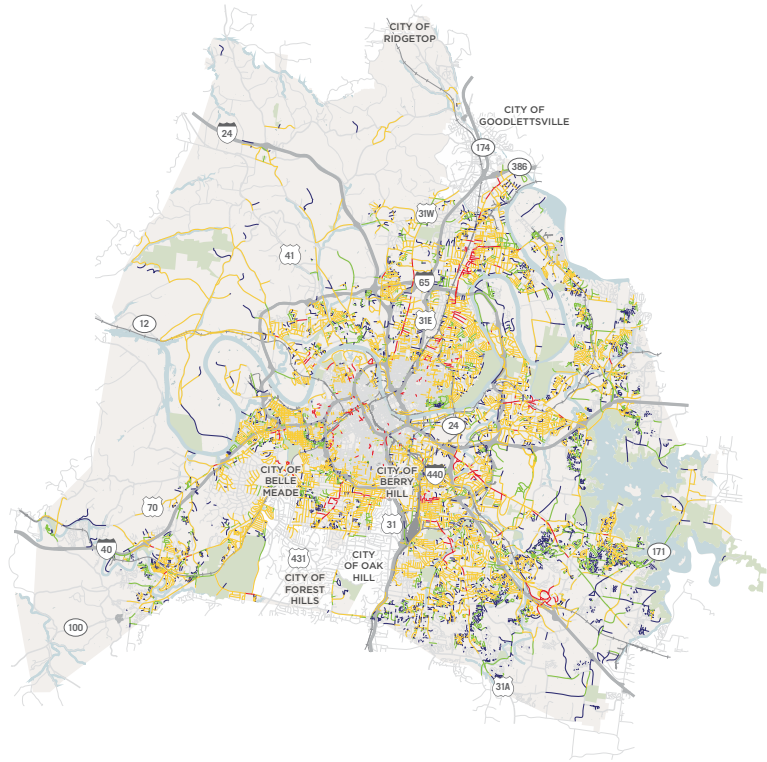 CITY OF
RIDGETOP
CITY OF
GOODLETTSVILLE
24
174
386
31W
41
65
12
31E
24
CITY OF
BELLE
MEADE
CITY OF
BERRY
HILL
440
70
31
40
431
CITY
OF OAK
HILL
171
CITY OF
FOREST
HILLS
100
31A